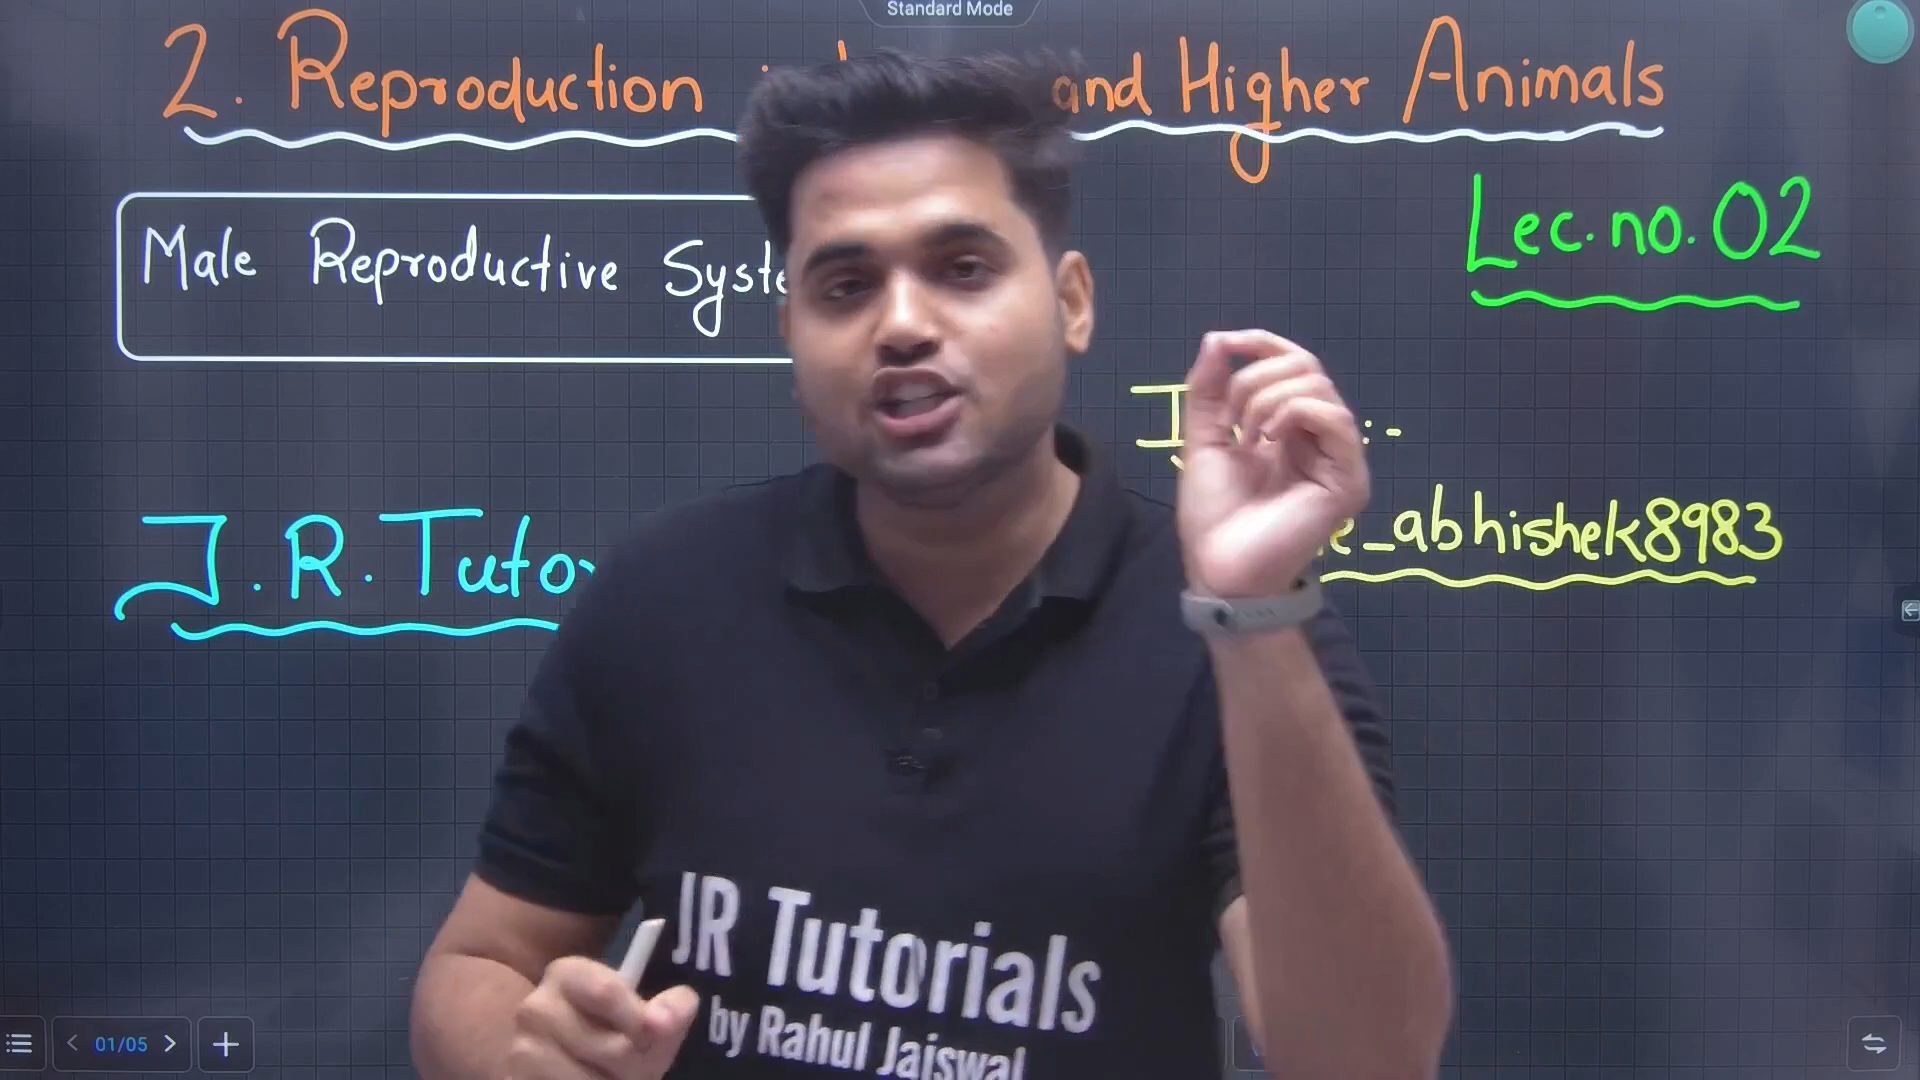 Standard Mode
2. Reproduction and Higher Animals
Lec.no.02
Male Reproductive Syste
:-
e_abhishek8983
J.R.Tuto
JR Tutorials
by Rahul Jaiswal
01/05